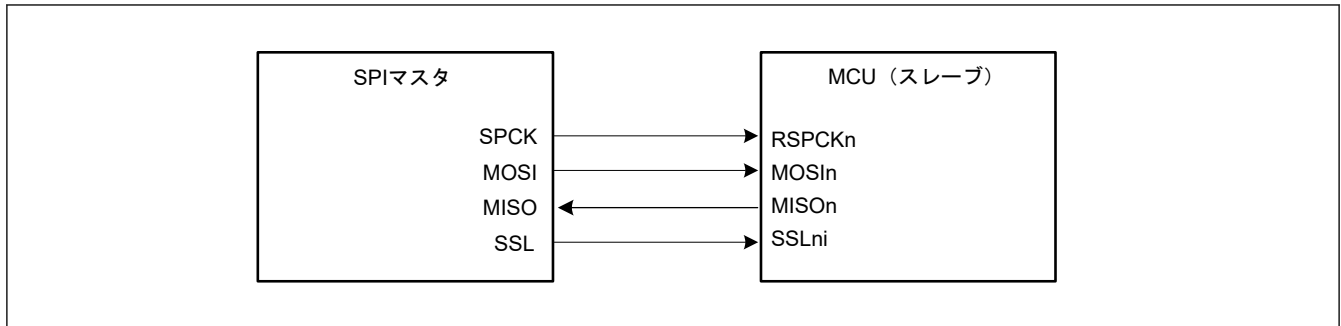 SPIマスタ
MCU（スレーブ）
SPCK
RSPCKn
MOSI
MOSIn
MISO
MISOn
SSL
SSLni